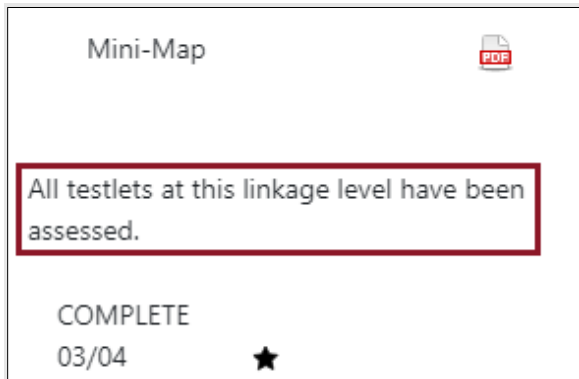 Mini-Map
PDF
All testlets at this linkage level have been
assessed.
COMPLETE
03/04